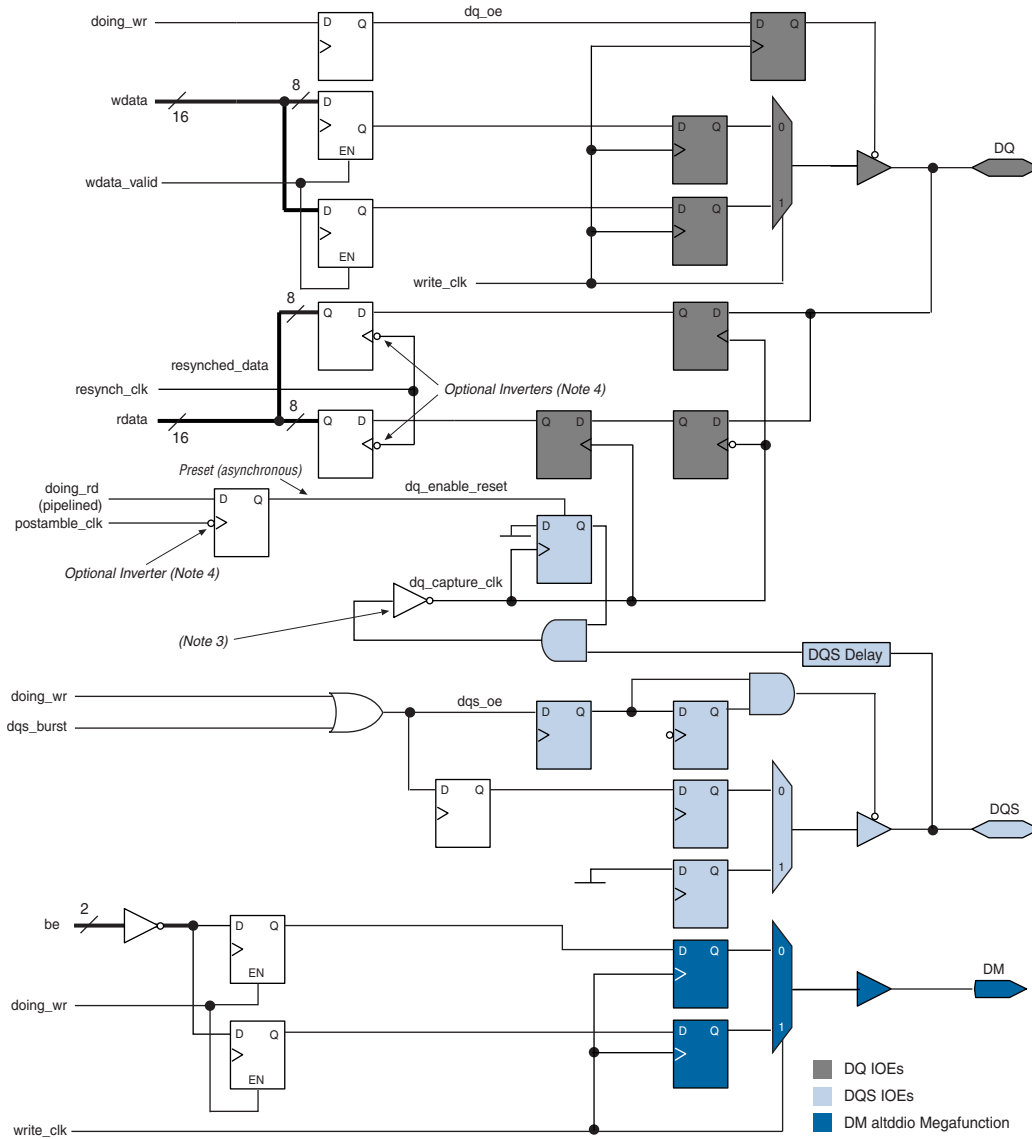 doing_wr
D Q
dq_oe
D Q
wdata
16
8
D
Q
EN
D Q
0
DQ
wdata_valid
D
EN
D Q
1
write_clk
8
Q D
Q D
resynched_data
resynch_clk
Optional Inverters (Note 4)
rdata
16
8
Q D
Q D
Q D
Preset (asynchronous)
doing_rd
(pipelined)
D Q
dq_enable_reset
postamble_clk
D Q
Optional Inverter (Note 4)
dq_capture_clk
(Note 3)
DQS Delay
doing_wr
dqs_burst
dqs_oe
D Q
D Q
D Q
D Q
0
DQS
D Q
1
be
2
D Q
EN
D Q
0
DM
doing_wr
D Q
EN
D Q
1
write_clk
DQ IOEs
DQS IOEs
DM altddio Megafunction